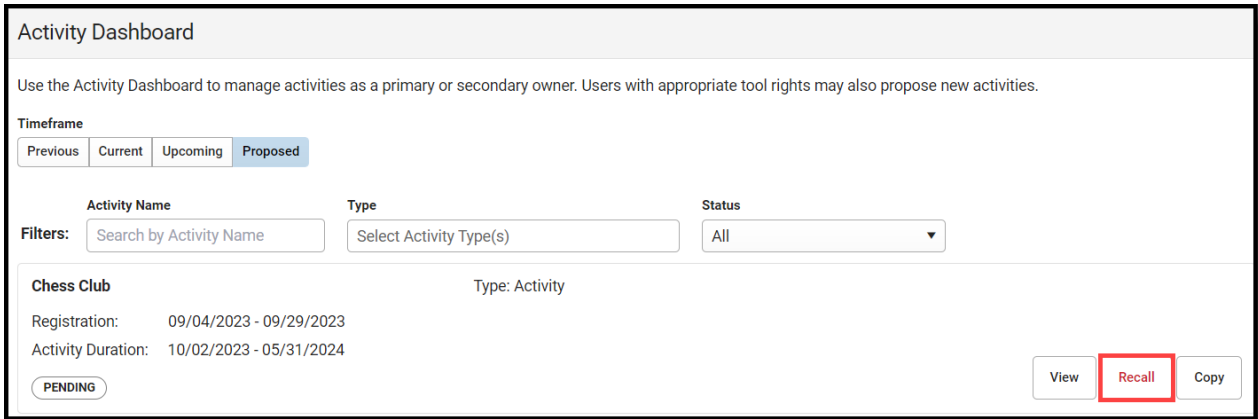 Activity Dashboard
Use the Activity Dashboard to manage activities as a primary or secondary owner. Users with appropriate tool rights may also propose new activities.
Timeframe
Previous Current Upcoming Proposed
Activity Name Type Status
Filters: Search by Activity Name Select Activity Type(s) All
Chess Club Type: Activity
Registration: 09/04/2023 - 09/29/2023
Activity Duration: 10/02/2023 - 05/31/2024
PENDING View Recall Copy